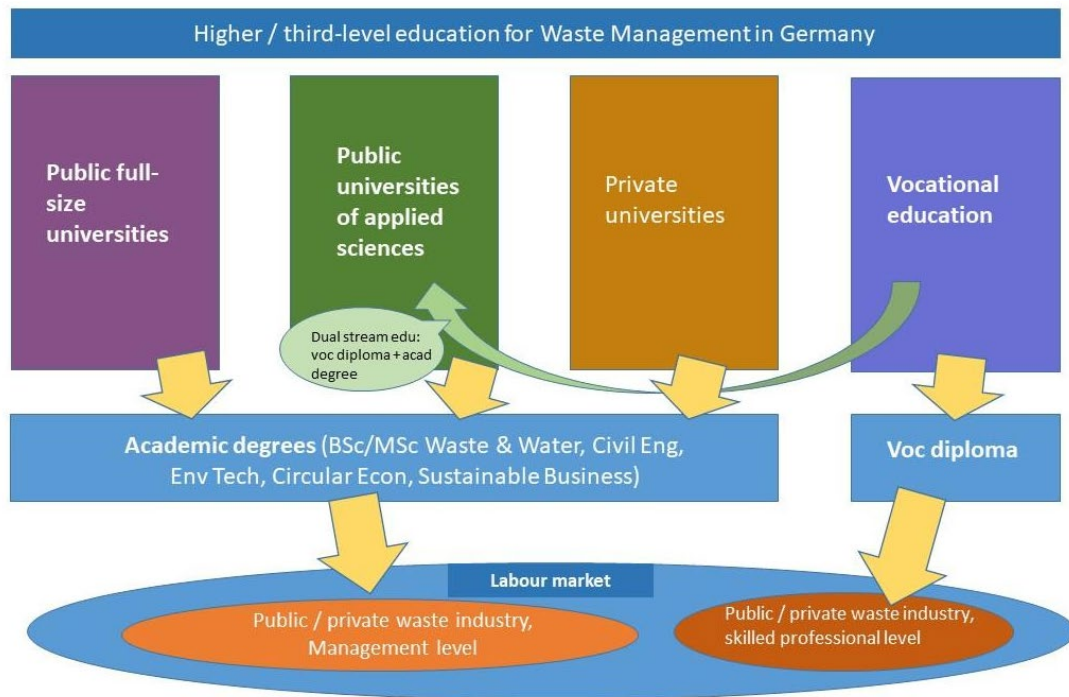 Higher / third-level education for Waste Management in Germany
Public full-
size
universities
Public
universities
of applied
sciences
Private
universities
Vocational
education
Dual stream edu:
voc diploma + acad
degree
Academic degrees (BSc/MSc Waste & Water, Civil Eng,
Env Tech, Circular Econ, Sustainable Business)
Voc diploma
Labour market
Public / private waste industry,
Management level
Public / private waste industry,
skilled professional level